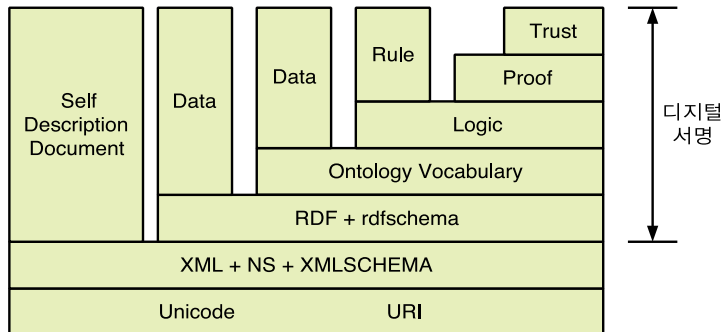 Trust
Rule
Proof
Self
Description
Document
Data
Data
Logic
디지털
서명
Ontology Vocabulary
RDF + rdfschema
XML + NS + XMLSCHEMA
Unicode URI